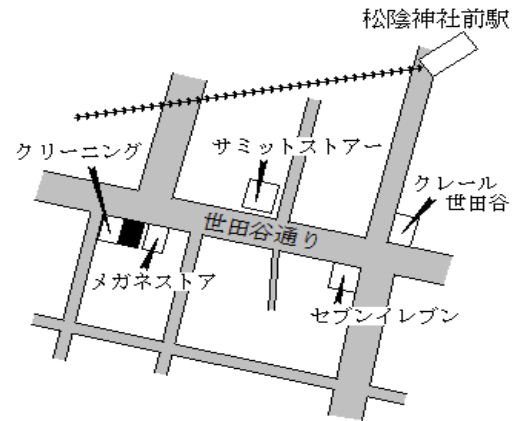 松陰神社前駅
クリーニング
サミットストアー
クレール
世田谷
世田谷通り
メガネストア
セブンイレブン